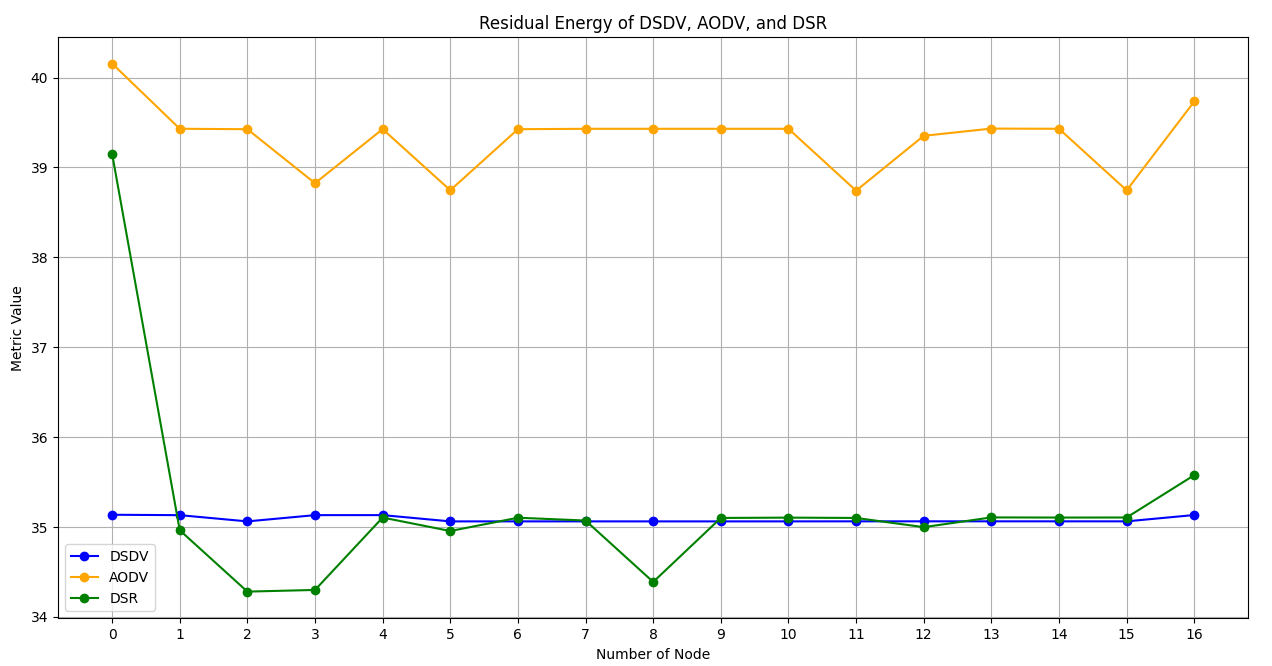 Residual Energy of DSDV, AODV, and DSR
Metric Value
40
39
38
37
36
35
34
DSDV
AODV
DSR
0 1 2 3 4 5 6 7 8 9 10 11 12 13 14 15 16
Number of Node